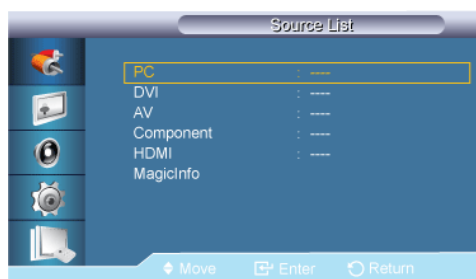 Source List
PC : ----
DVI : ----
AV : ----
Component : ----
HDMI : ----
MagicInfo
Move Enter Return